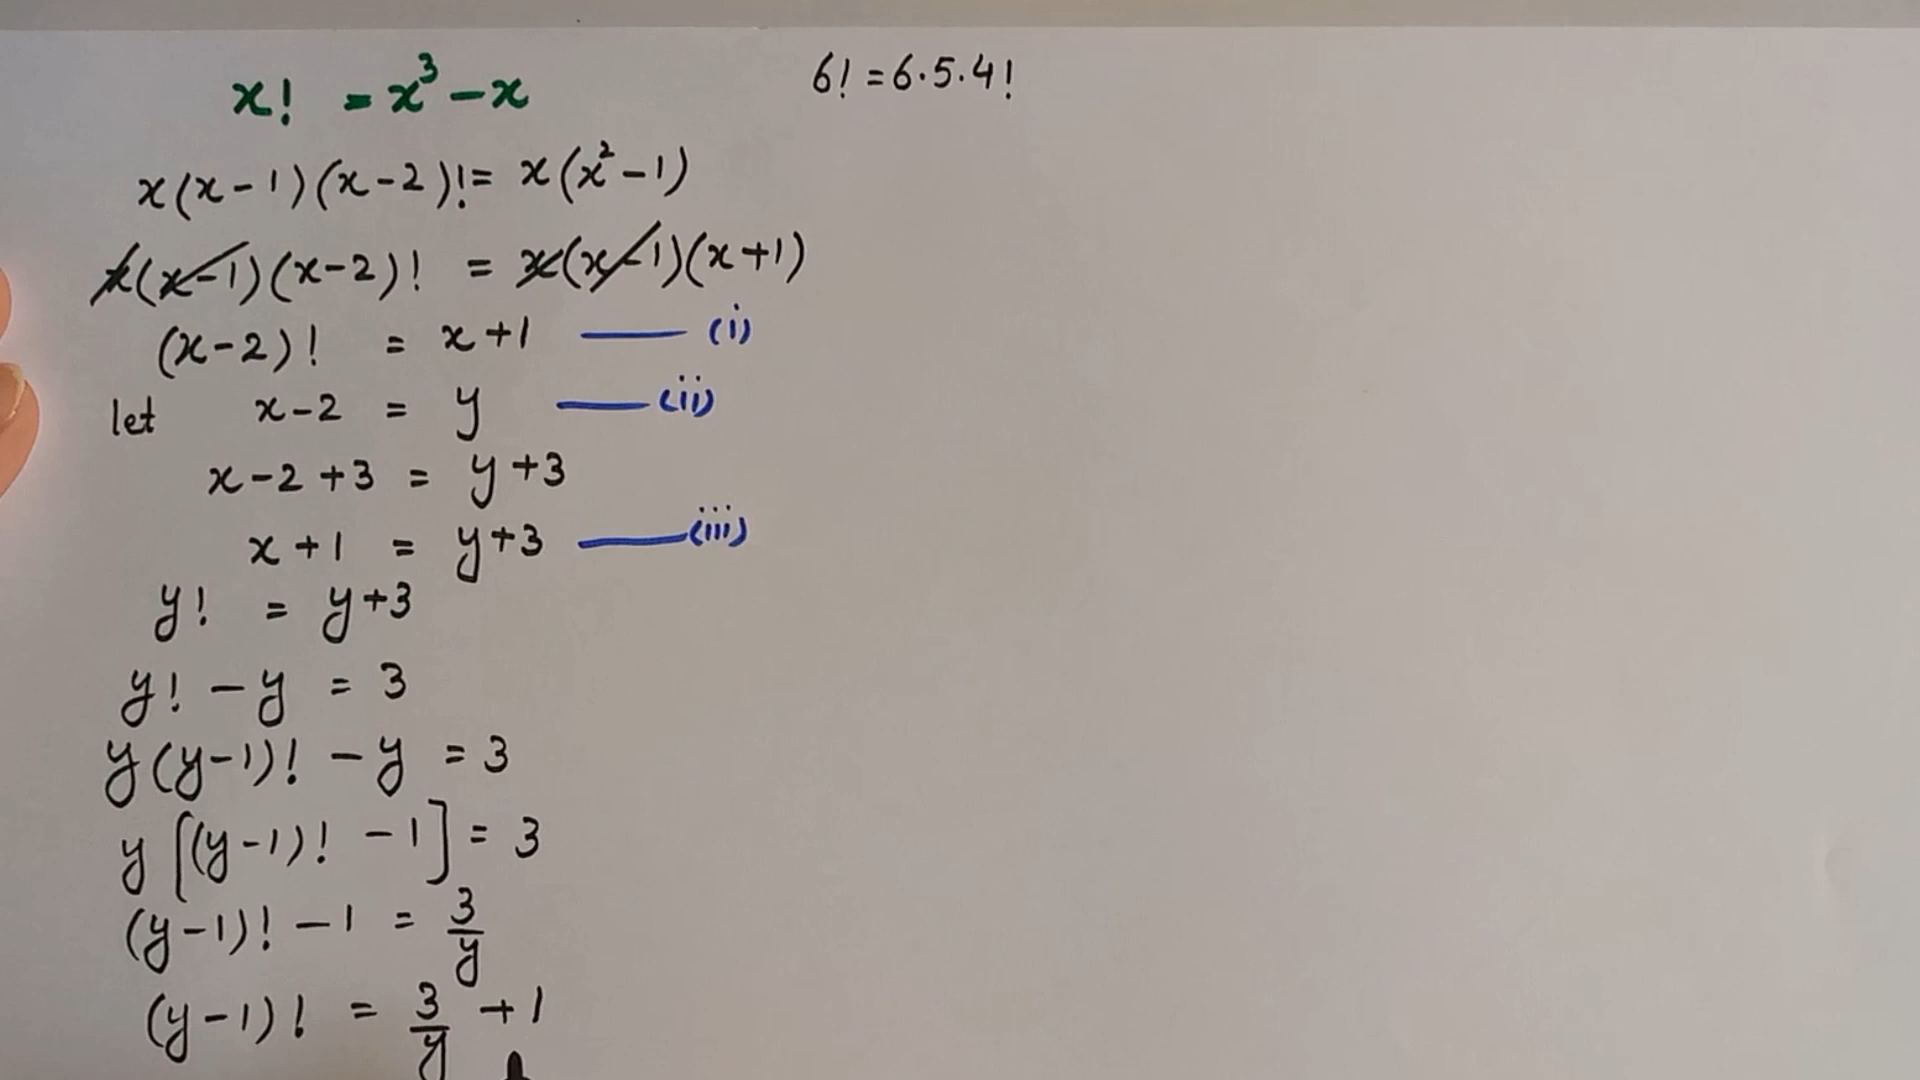 x! = x³ - x
6! = 6·5·4!
x(x-1)(x-2)! = x(x²-1)
x(x-1)(x-2)! = x(x-1)(x+1)
(x-2)! = x+1 —— (i)
let x-2 = y —— (ii)
x-2+3 = y+3
x+1 = y+3 —— (iii)
y! = y+3
y! - y = 3
y(y-1)! - y = 3
y[(y-1)! - 1] = 3
(y-1)! - 1 = 3/y
(y-1)! = 3/y + 1